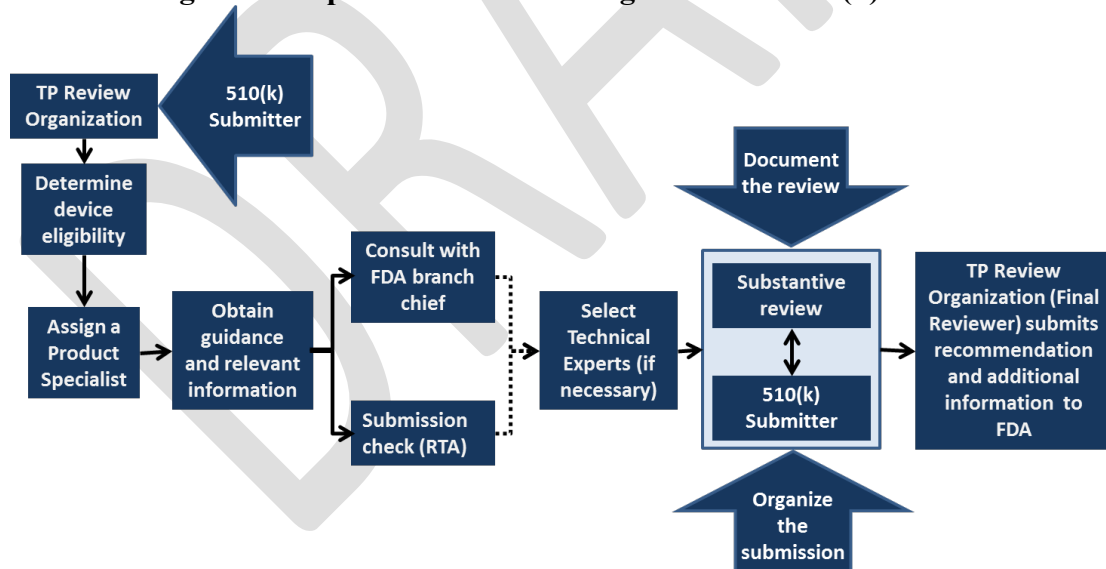 TP Review
Organization
510(k)
Submitter
Determine
device
eligibility
Assign a
Product
Specialist
Obtain
guidance
and relevant
information
Consult with
FDA branch
chief
Submission
check (RTA)
Select
Technical
Experts (if
necessary)
Document
the review
Substantive
review
510(k)
Submitter
Organize
the
submission
TP Review
Organization (Final
Reviewer) submits
recommendation
and additional
information to
FDA